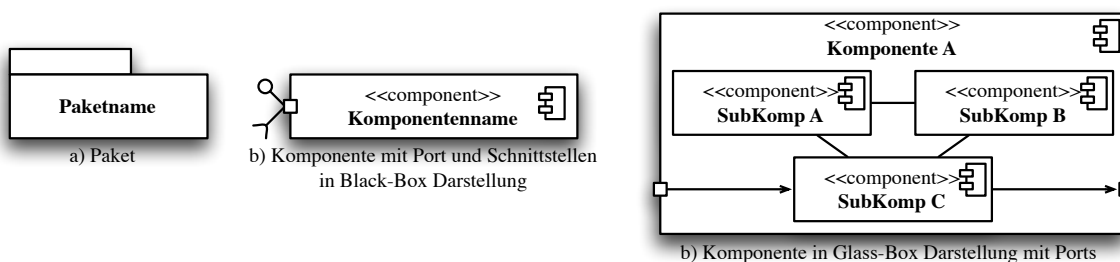 Paketname
a) Paket
<<component>>
Komponentenname
b) Komponente mit Port und Schnittstellen
in Black-Box Darstellung
<<component>>
Komponente A
<<component>>
SubKomp A
<<component>>
SubKomp B
<<component>>
SubKomp C
b) Komponente in Glass-Box Darstellung mit Ports